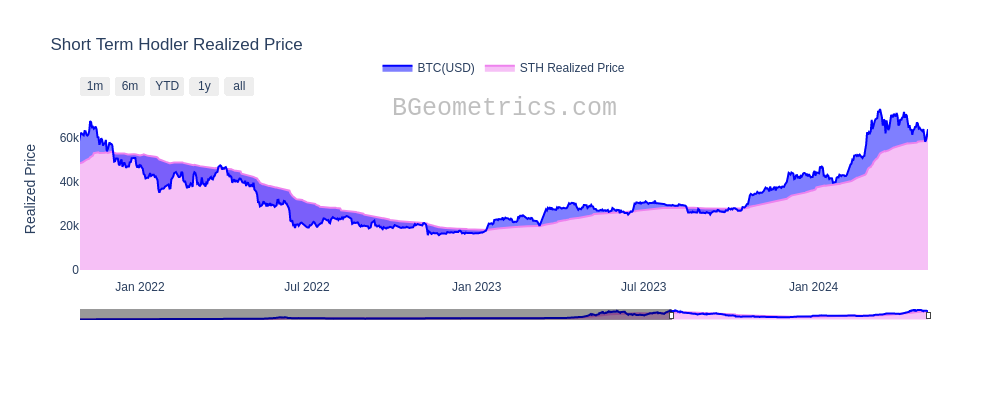 Short Term Hodler Realized Price
BTC(USD) STH Realized Price
1m 6m YTD 1y all
BGeometrics.com
Realized Price
60k
40k
20k
0
Jan 2022 Jul 2022 Jan 2023 Jul 2023 Jan 2024